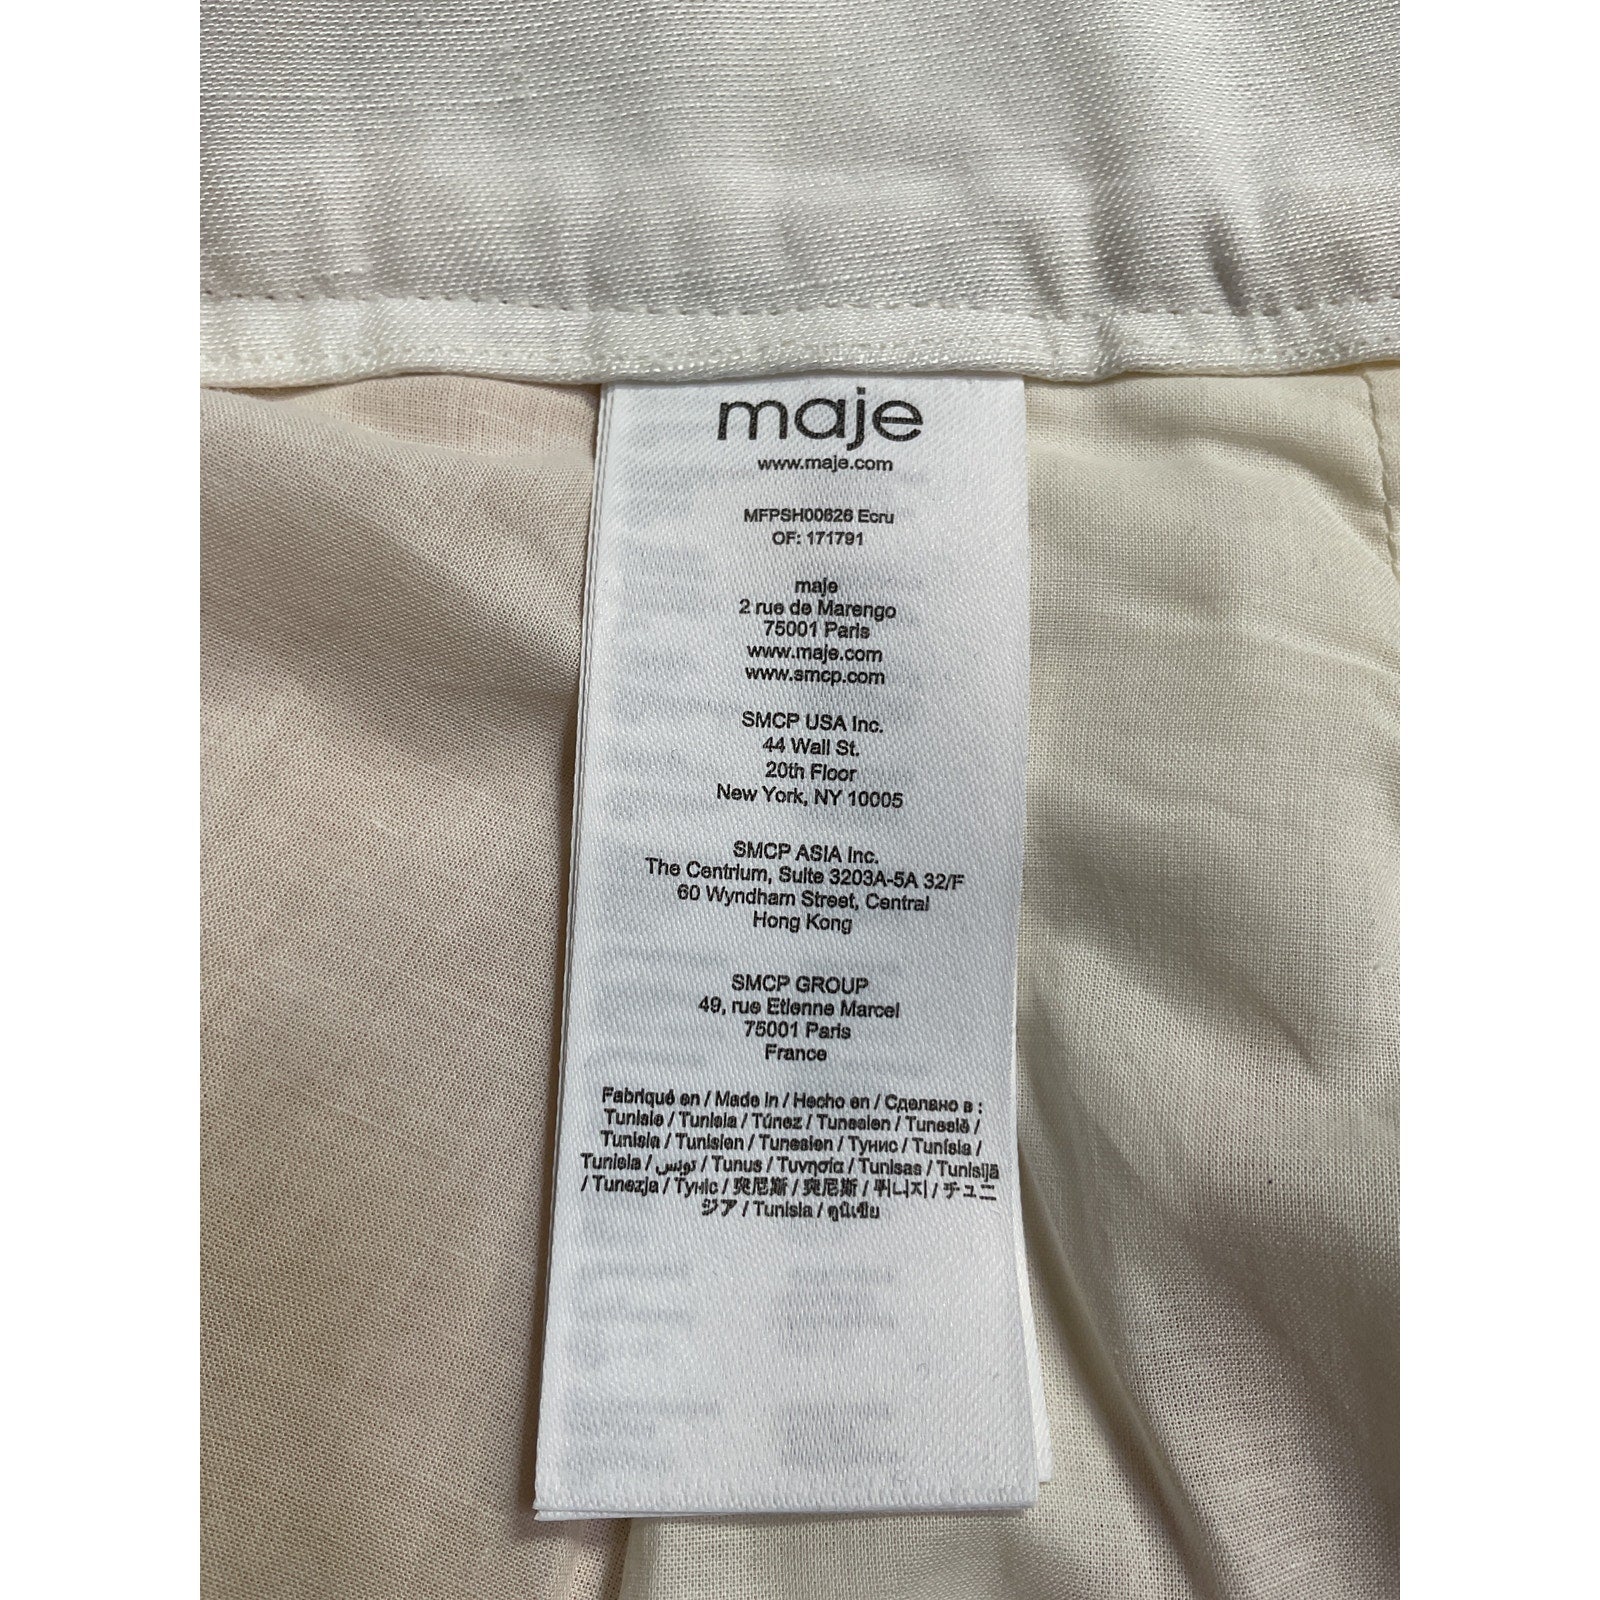 maje
www.maje.com
MFPSH00626 Ecru
OF: 171791
maje
2 rue de Marengo
75001 Paris
www.maje.com
www.smcp.com
SMCP USA Inc.
44 Wall St.
20th Floor
New York, NY 10005
SMCP ASIA Inc.
The Centrium, Suite 3203A-5A 32/F
60 Wyndham Street, Central
Hong Kong
SMCP GROUP
49, rue Etienne Marcel
75001 Paris
France
Fabriqué en / Made in / Hecho en / Сделано в :
Tunisie / Tunisia / Túnez / Tunesien / Tuneesië /
Tunisia / Tunisien / Tunesien / Тунис / Tunísia /
Tunisia / تونس / Tunus / Τυνησία / Tunisas / Tunisijā
/ Tunezja / Туніс / 突尼斯 / 突尼斯 / 튀니지 / チュニ
ジア / Tunisia / ตูนิเซีย